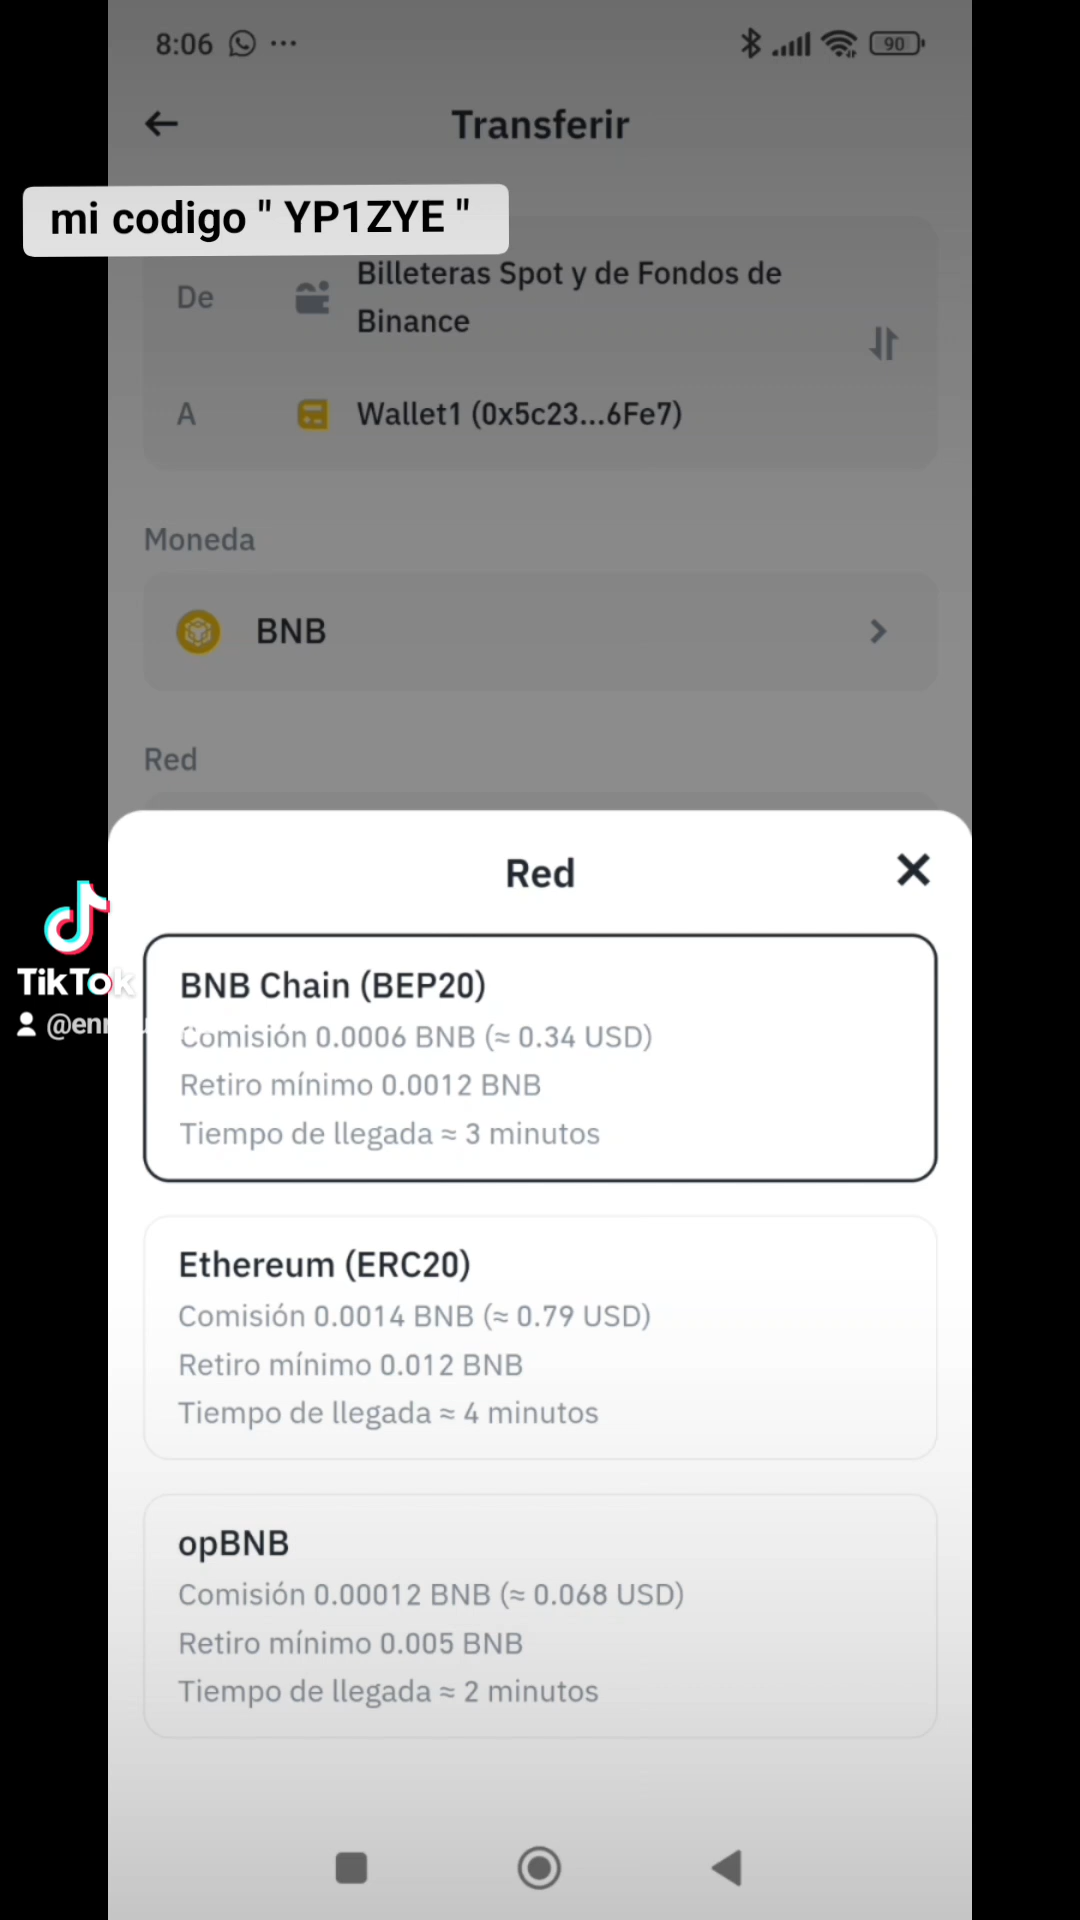 8:06
90
Transferir
mi codigo " YP1ZYE "
De
Billeteras Spot y de Fondos de
Binance
A
Wallet1 (0x5c23...6Fe7)
Moneda
BNB
Red
Red
BNB Chain (BEP20)
Comisión 0.0006 BNB (≈ 0.34 USD)
Retiro mínimo 0.0012 BNB
Tiempo de llegada ≈ 3 minutos
TikTok
Ethereum (ERC20)
Comisión 0.0014 BNB (≈ 0.79 USD)
Retiro mínimo 0.012 BNB
Tiempo de llegada ≈ 4 minutos
opBNB
Comisión 0.00012 BNB (≈ 0.068 USD)
Retiro mínimo 0.005 BNB
Tiempo de llegada ≈ 2 minutos